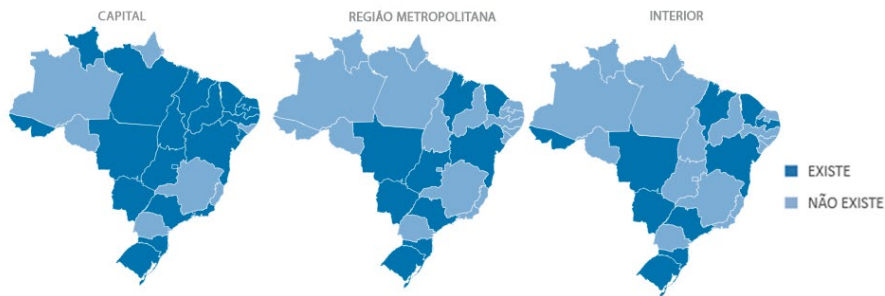 CAPITAL
REGIÃO METROPOLITANA
INTERIOR
EXISTE
NÃO EXISTE